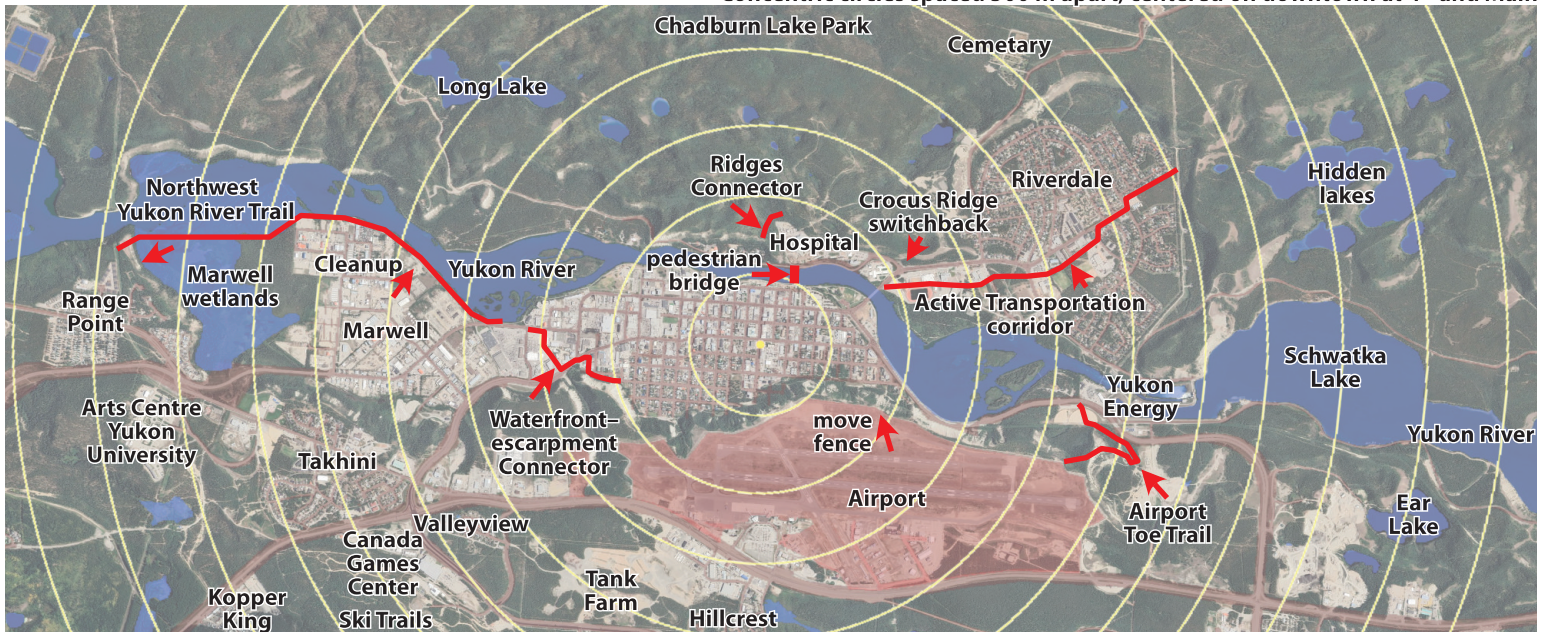 Chadburn Lake Park
Cemetary
Long Lake
Ridges
Connector
Northwest
Yukon River Trail
Riverdale
Hidden
lakes
Crocus Ridge
switchback
Hospital
pedestrian
bridge
Cleanup
Yukon River
Marwell
wetlands
Range
Point
Marwell
Active Transportation
corridor
Schwatka
Lake
Yukon
Energy
Arts Centre
Yukon
University
Waterfront–
escarpment
Connector
move
fence
Yukon River
Takhini
Airport
Ear
Lake
Airport
Toe Trail
Valleyview
Canada
Games
Center
Tank
Farm
Kopper
King
Ski Trails
Hillcrest